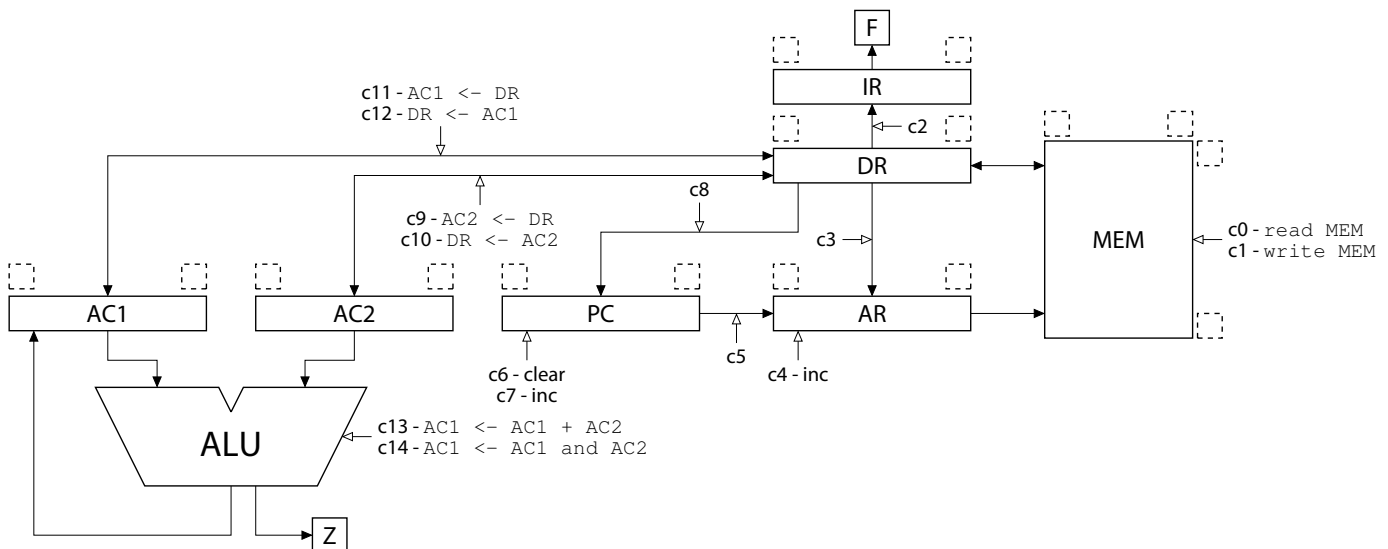 F
IR
c11 - AC1 <- DR
c12 - DR <- AC1
c2
DR
c8
c9 - AC2 <- DR
c10 - DR <- AC2
c3
MEM
c0 - read MEM
c1 - write MEM
AC1
AC2
PC
AR
c5
c6 - clear
c7 - inc
c4 - inc
ALU
c13 - AC1 <- AC1 + AC2
c14 - AC1 <- AC1 and AC2
Z